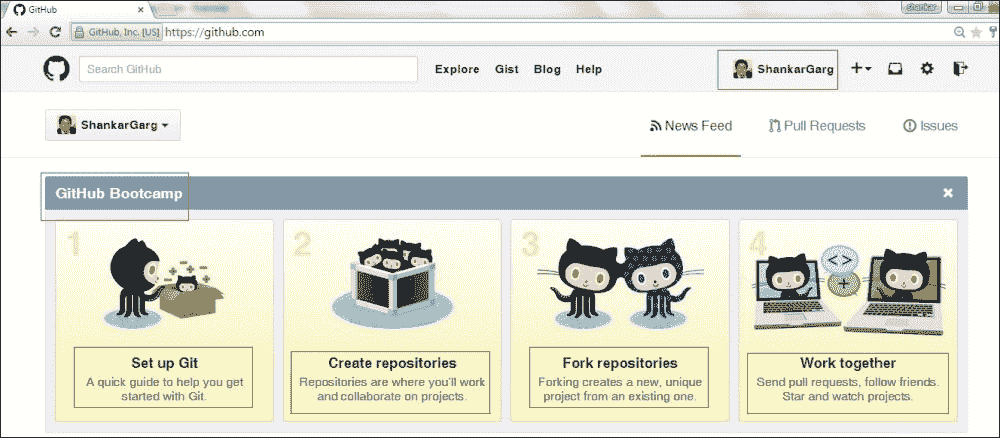 GitHub
shankar
GitHub, Inc. [US] https://github.com
Search GitHub Explore Gist Blog Help ShankarGarg
ShankarGarg News Feed Pull Requests Issues
GitHub Bootcamp
1 2 3 4
Set up Git
A quick guide to help you get
started with Git.
Create repositories
Repositories are where you'll work
and collaborate on projects.
Fork repositories
Forking creates a new, unique
project from an existing one.
Work together
Send pull requests, follow friends.
Star and watch projects.